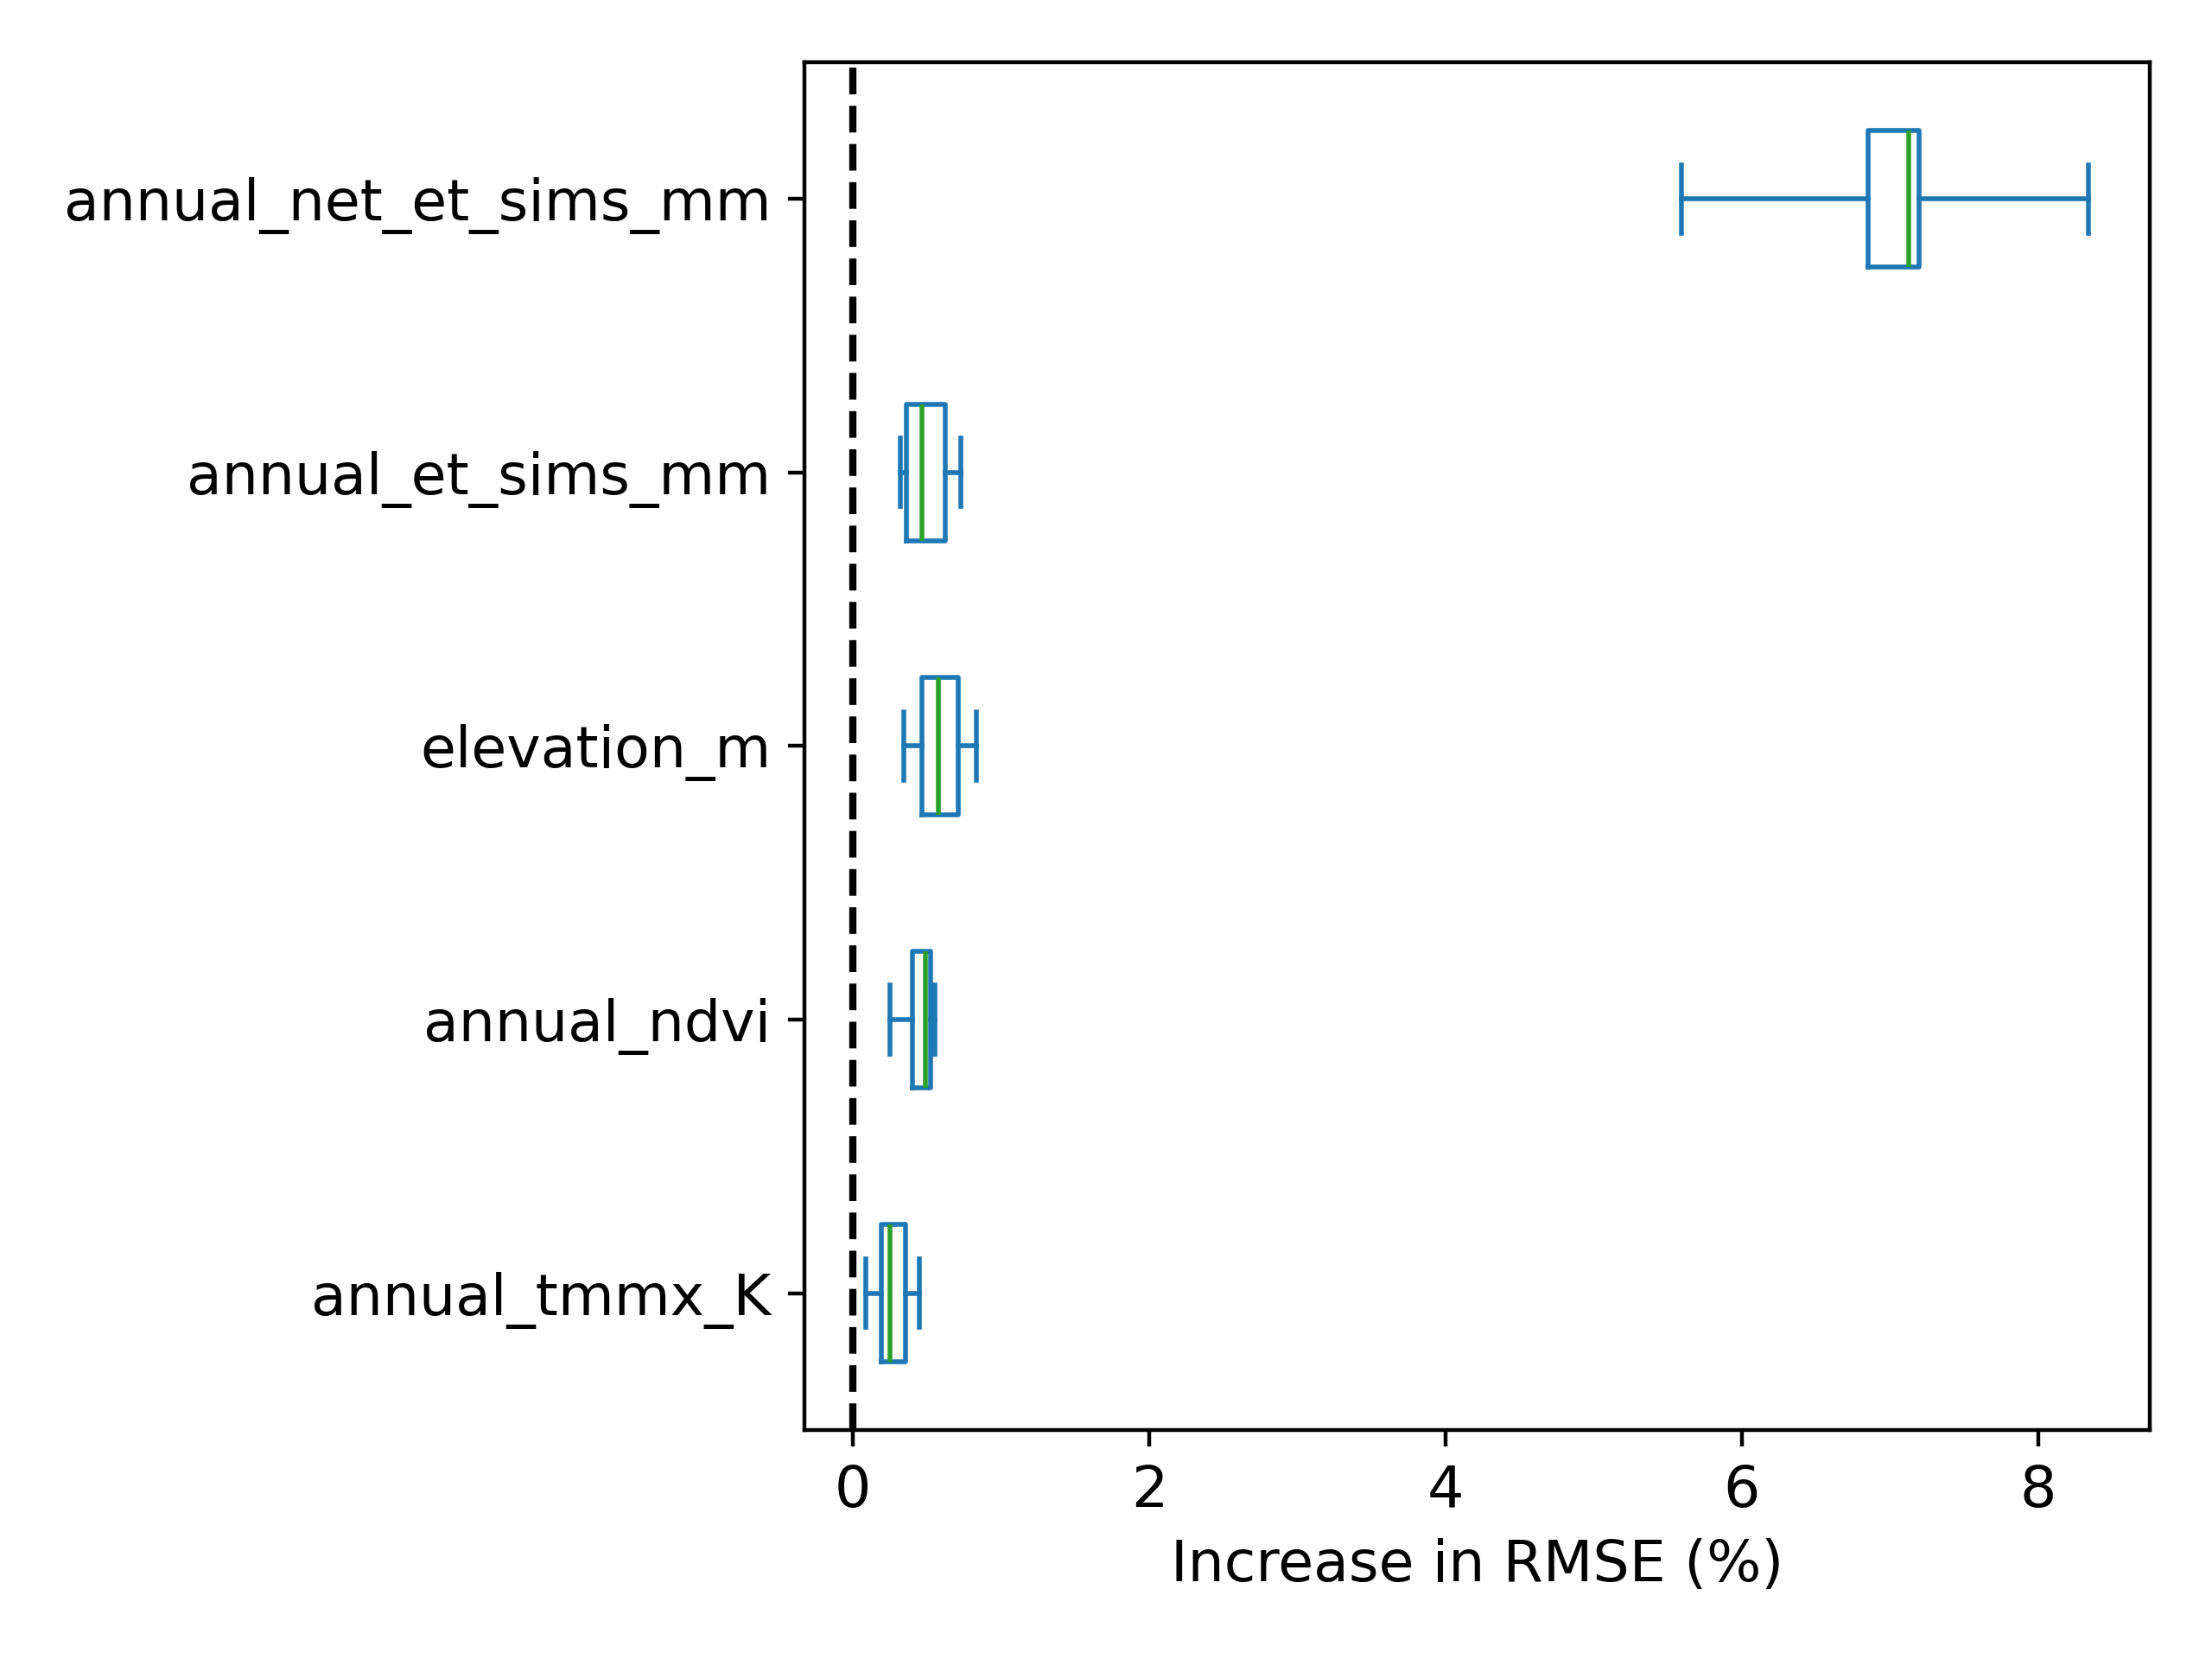 annual_net_et_sims_mm
annual_et_sims_mm
elevation_m
annual_ndvi
annual_tmmx_K
0 2 4 6 8
Increase in RMSE (%)